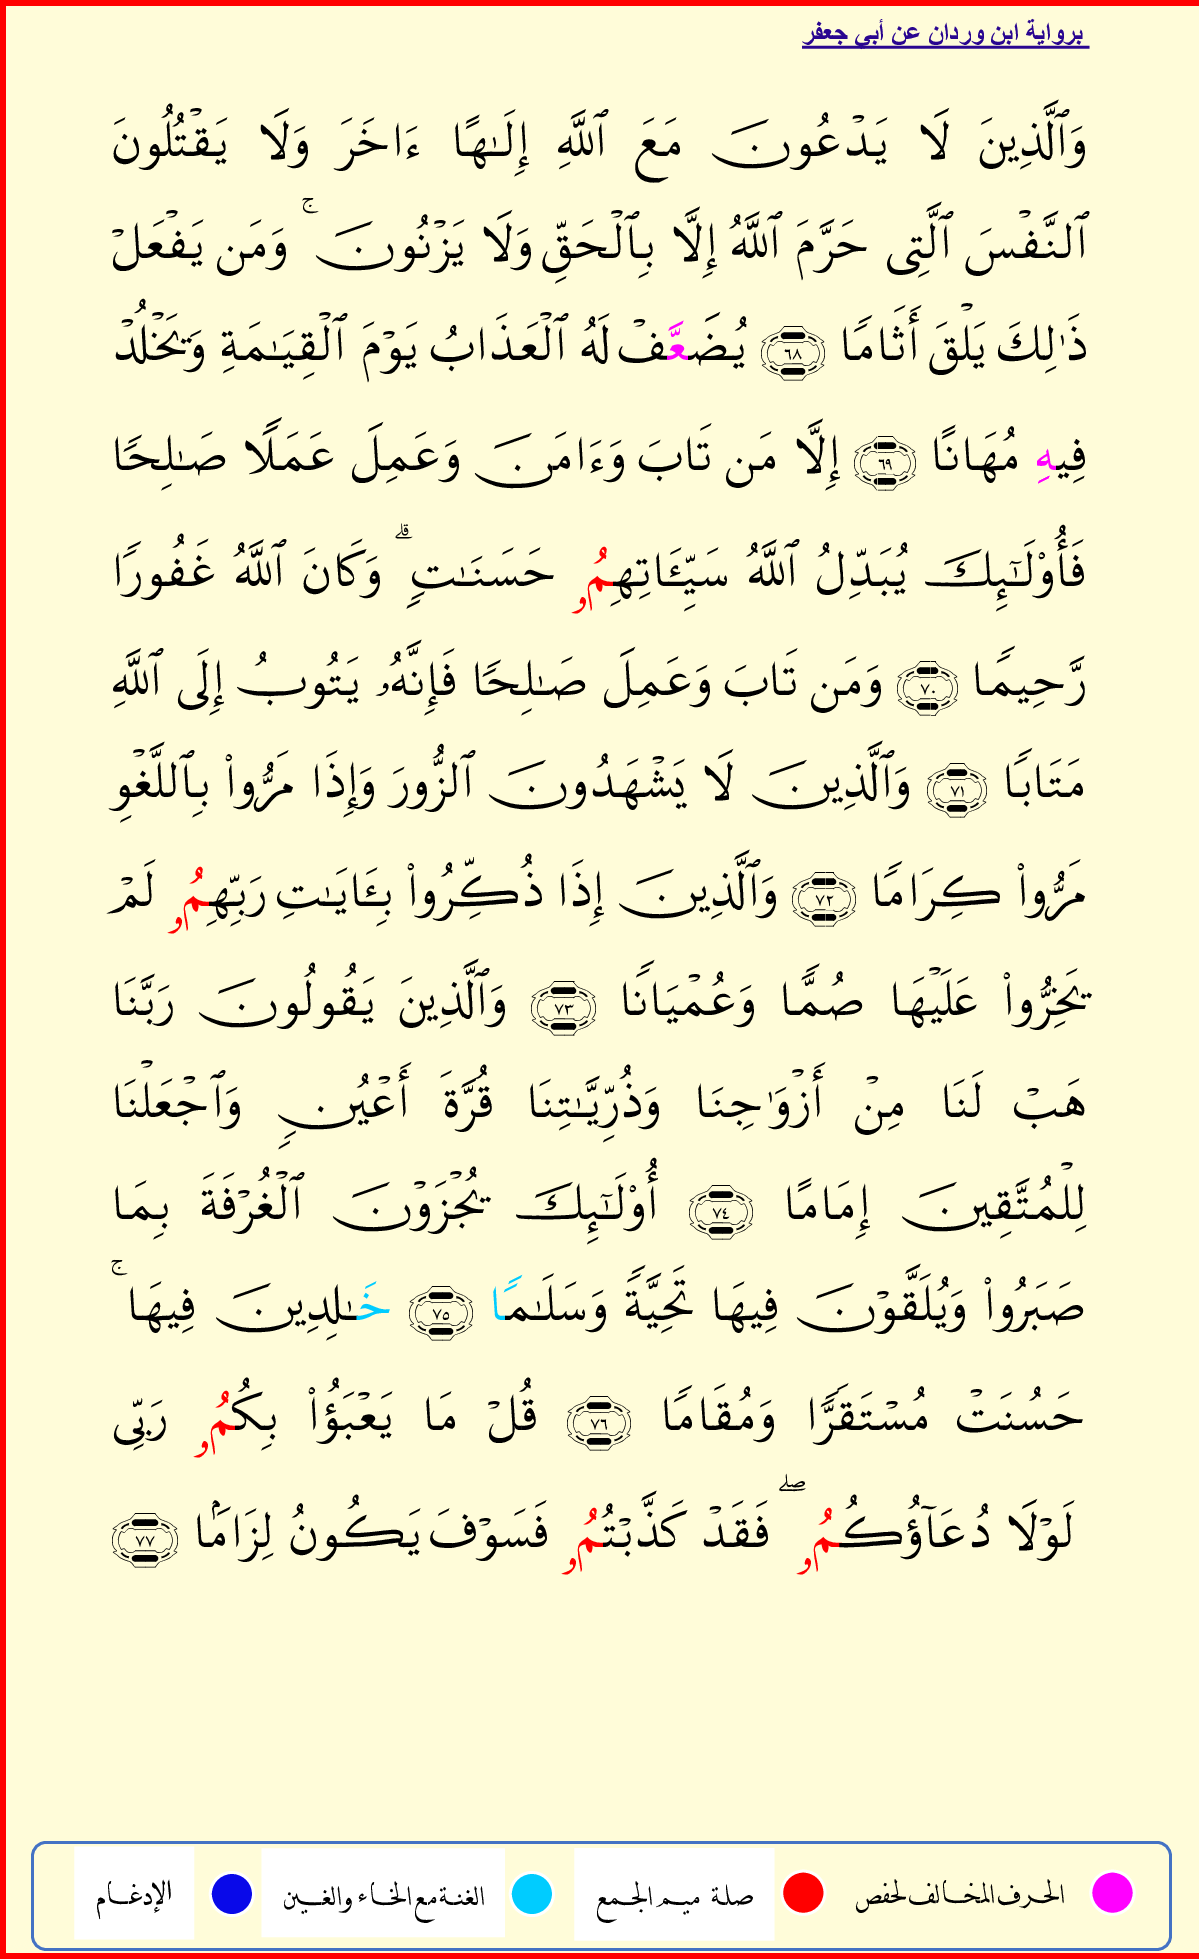 برواية ابن وردان عن أبي جعفر
وَٱلَّذِينَ لَا يَدۡعُونَ مَعَ ٱللَّهِ إِلَـٰهًا ءَاخَرَ وَلَا يَقۡتُلُونَ
ٱلنَّفۡسَ ٱلَّتِى حَرَّمَ ٱللَّهُ إِلَّا بِٱلۡحَقِّ وَلَا يَزۡنُونَ ۚ وَمَن يَفۡعَلۡ
ذَٰلِكَ يَلۡقَ أَثَامًا ٦٨ يُضَعَّفۡ لَهُ ٱلۡعَذَابُ يَوۡمَ ٱلۡقِيَـٰمَةِ وَيَخۡلُدۡ
فِيهِ مُهَانًا ٦٩ إِلَّا مَن تَابَ وَءَامَنَ وَعَمِلَ عَمَلًا صَـٰلِحًا
فَأُوْلَـٰٓئِكَ يُبَدِّلُ ٱللَّهُ سَيِّـَٔاتِهِمُۥ حَسَنَـٰتٍ ۗ وَكَانَ ٱللَّهُ غَفُورًا
رَّحِيمًا ٧٠ وَمَن تَابَ وَعَمِلَ صَـٰلِحًا فَإِنَّهُۥ يَتُوبُ إِلَى ٱللَّهِ
مَتَابًا ٧١ وَٱلَّذِينَ لَا يَشۡهَدُونَ ٱلزُّورَ وَإِذَا مَرُّواْ بِٱللَّغۡوِ
مَرُّواْ كِرَامًا ٧٢ وَٱلَّذِينَ إِذَا ذُكِّرُواْ بِـَٔايَـٰتِ رَبِّهِمُۥ لَمۡ
يَخِرُّواْ عَلَيۡهَا صُمًّا وَعُمۡيَانًا ٧٣ وَٱلَّذِينَ يَقُولُونَ رَبَّنَا
هَبۡ لَنَا مِنۡ أَزۡوَٰجِنَا وَذُرِّيَّـٰتِنَا قُرَّةَ أَعۡيُنٍ وَٱجۡعَلۡنَا
لِلۡمُتَّقِينَ إِمَامًا ٧٤ أُوْلَـٰٓئِكَ يُجۡزَوۡنَ ٱلۡغُرۡفَةَ بِمَا
صَبَرُواْ وَيُلَقَّوۡنَ فِيهَا تَحِيَّةً وَسَلَـٰمًا ٧٥ خَـٰلِدِينَ فِيهَا ۚ
حَسُنَتۡ مُسۡتَقَرًّا وَمُقَامًا ٧٦ قُلۡ مَا يَعۡبَؤُاْ بِكُمُۥ رَبِّى
لَوۡلَا دُعَآؤُكُمُۥ ۖ فَقَدۡ كَذَّبۡتُمُۥ فَسَوۡفَ يَكُونُ لِزَامًۢا ٧٧
الحرف المخالف لحفص صلة ميم الجمع الغنة مع الخاء والغين الإدغام